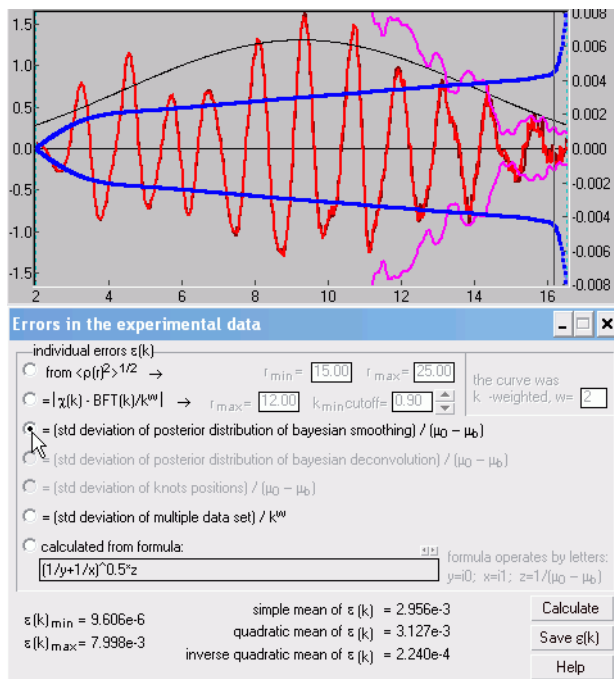 1.5
1.0
0.5
0.0
-0.5
-1.0
-1.5
0.008
0.006
0.004
0.002
0.000
-0.002
-0.004
-0.006
-0.008
2 4 6 8 10 12 14 16
Errors in the experimental data
individual errors ε(k)
from <ρ(r)²>^1/2 → rmin= 15.00 rmax= 25.00
the curve was
k -weighted, w= 2
=|χ(k) - BFT(k)/k^w| → rmax= 12.00 kmincutoff= 0.90
= (std deviation of posterior distribution of bayesian smoothing) / (μ0 − μb)
= (std deviation of posterior distribution of bayesian deconvolution) / (μ0 − μb)
= (std deviation of knots positions) / (μ0 − μb)
= (std deviation of multiple data set) / k^w
calculated from formula:
(1/y+1/x)^0.5*z
formula operates by letters:
y=i0; x=i1; z=1/(μ0 − μb)
ε(k)min = 9.606e-6
ε(k)max= 7.998e-3
simple mean of ε(k) = 2.956e-3
quadratic mean of ε(k) = 3.127e-3
inverse quadratic mean of ε(k) = 2.240e-4
Calculate
Save ε(k)
Help